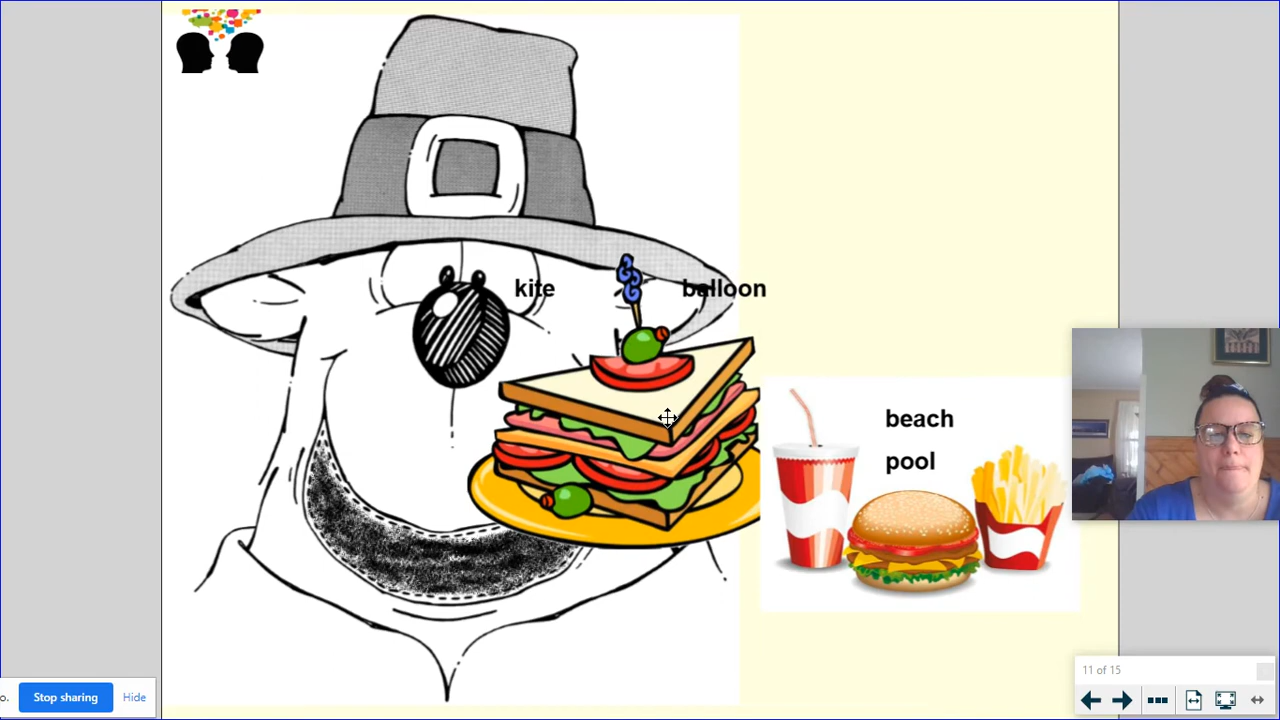 kite
balloon
beach
pool
11 of 15
o.
Stop sharing
Hide